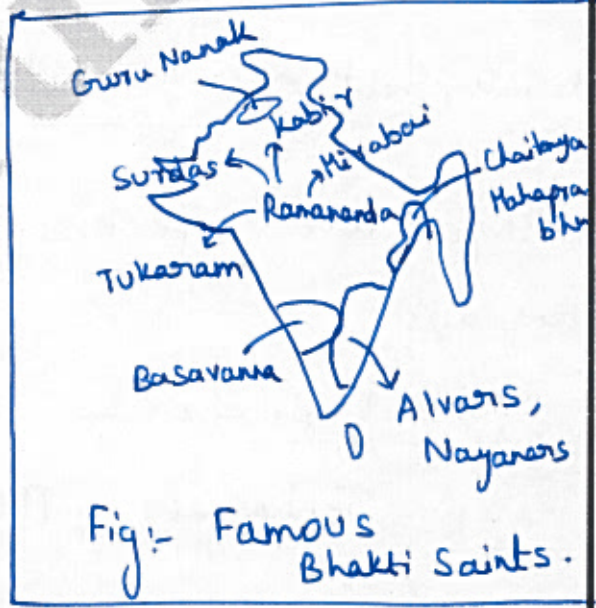 Guru Nanak
Kabir
Mirabai
Surdas
Chaitanya
Mahapra
bhu
Ramananda
Tukaram
Basavanna
Alvars,
Nayanars
Fig:- Famous
Bhakti Saints.